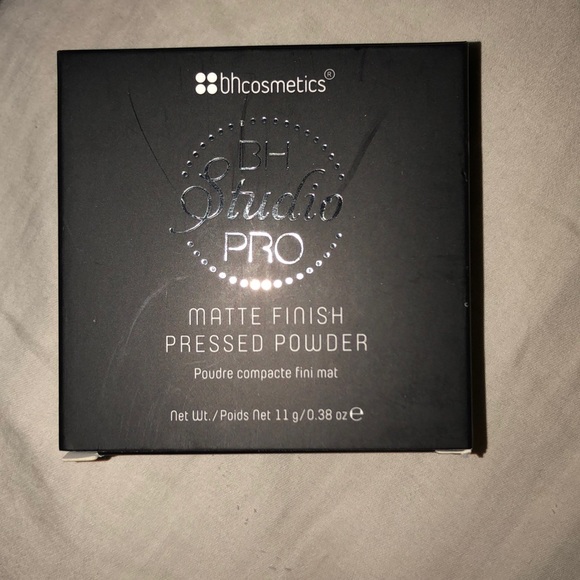 bhcosmetics®
BH
Studio
PRO
MATTE FINISH
PRESSED POWDER
Poudre compacte fini mat
Net Wt./Poids Net 11 g/0.38 oz ℮